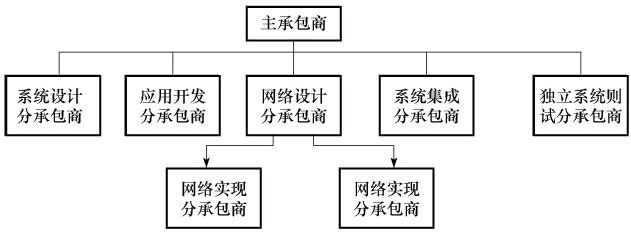 主承包商
系统设计
分承包商
应用开发
分承包商
网络设计
分承包商
系统集成
分承包商
独立系统则
试分承包商
网络实现
分承包商
网络实现
分承包商